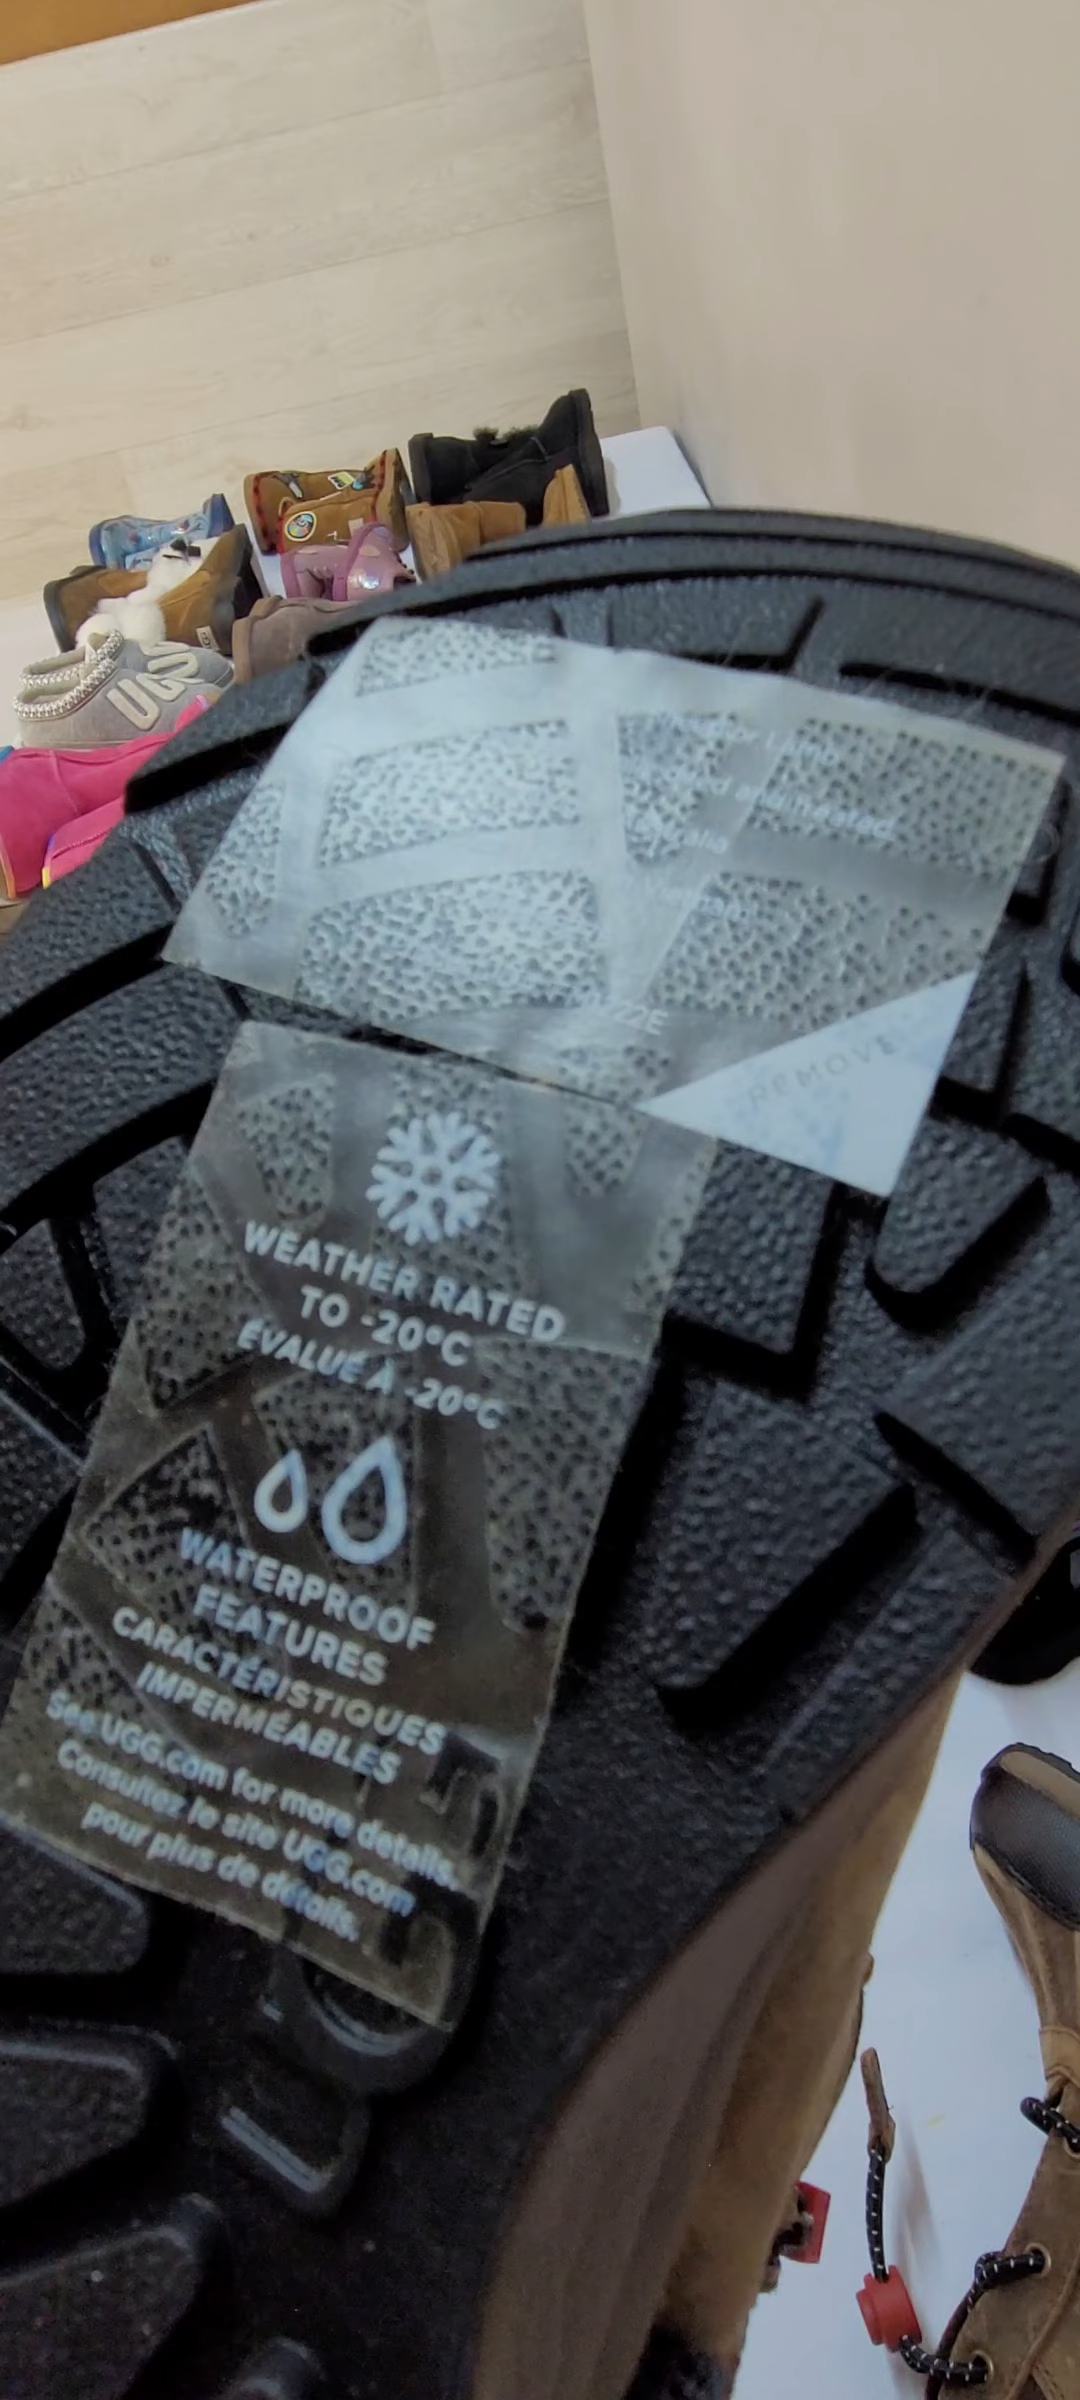 UGG
REMOVE
WEATHER RATED
TO -20°C
ÉVALUÉ À -20°C
WATERPROOF
FEATURES
CARACTÉRISTIQUES
IMPERMÉABLES
See UGG.com for more details.
Consultez le site UGG.com
pour plus de détails.